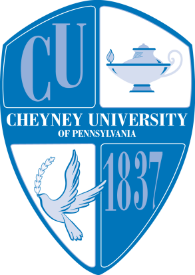 CU
CHEYNEY UNIVERSITY
OF PENNSYLVANIA
1837